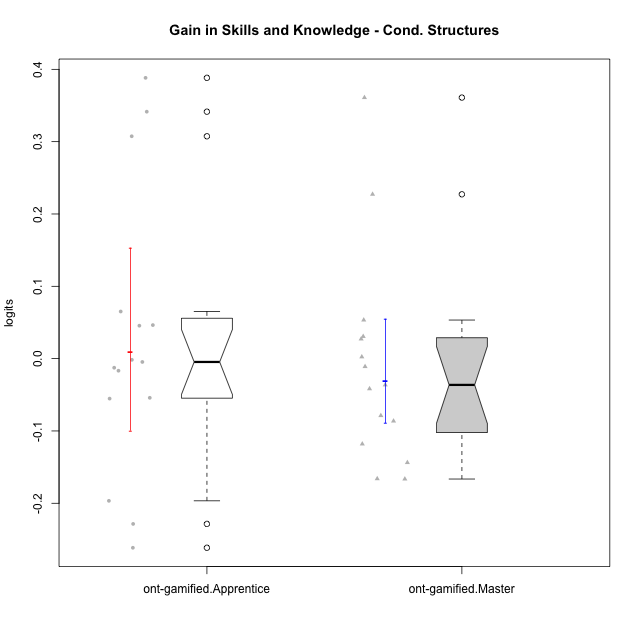 Gain in Skills and Knowledge - Cond. Structures
logits
0.4
0.3
0.2
0.1
0.0
-0.1
-0.2
ont-gamified.Apprentice
ont-gamified.Master